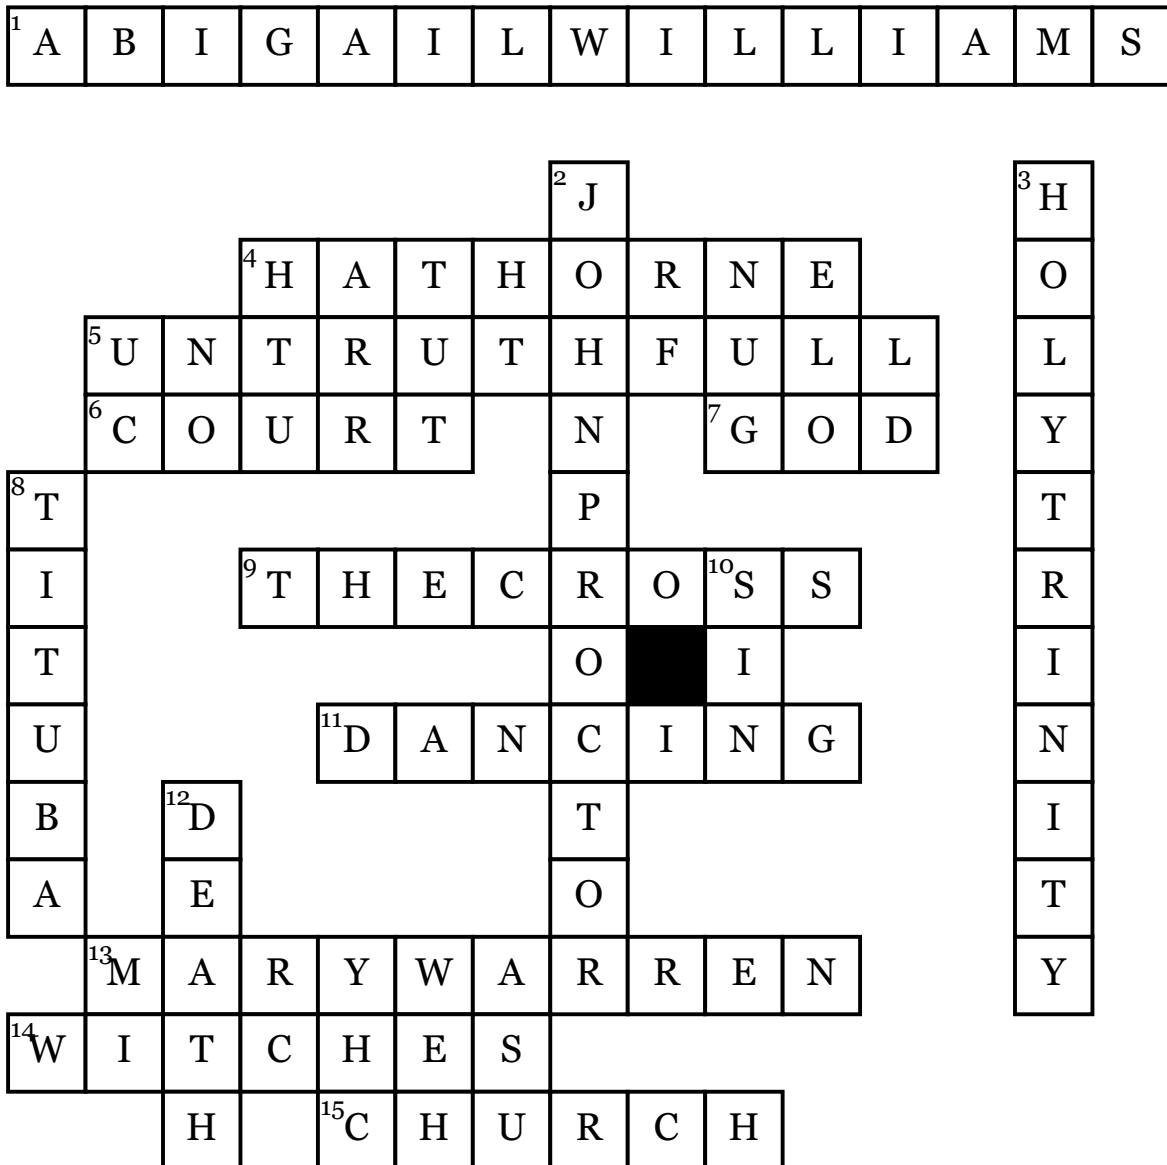 1 A B I G A I L W I L L I A M S
2 J 3 H
4 H A T H O R N E O
5 U N T R U T H F U L L L
6 C O U R T N 7 G O D Y
8 T P T
I 9 T H E C R O 10 S S R
T O I I
U 11 D A N C I N G N
B 12 D T I
A E O T
13 M A R Y W A R R E N Y
14 W I T C H E S
H 15 C H U R C H